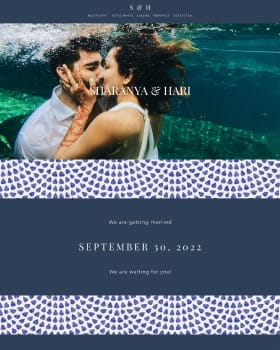 S & H
SHARANYA & HARI
We are getting married
SEPTEMBER 30, 2022
We are waiting for you!